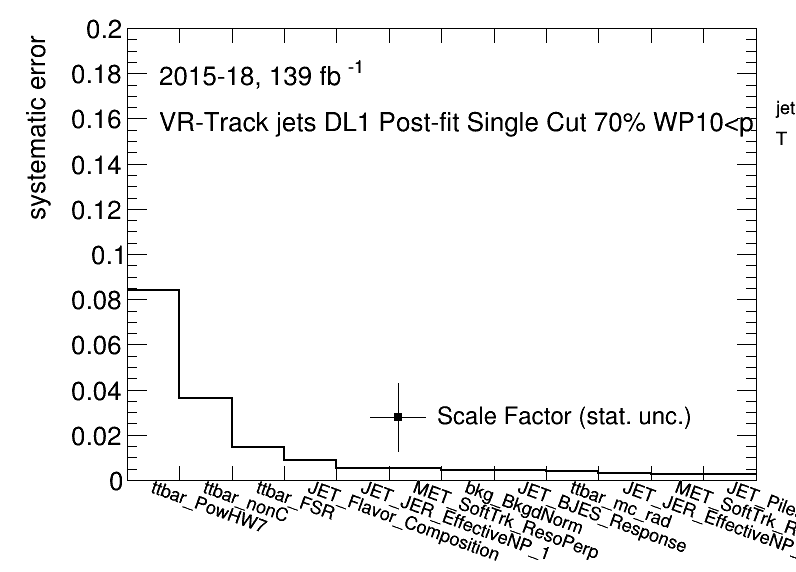 systematic error
0.2
0.18
0.16
0.14
0.12
0.1
0.08
0.06
0.04
0.02
0
2015-18, 139 fb -1
VR-Track jets DL1 Post-fit Single Cut 70% WP10<p jet T
Scale Factor (stat. unc.)
ttbar_PowHW7
ttbar_nonC
ttbar_FSR
JET_Flavor_Composition
JET_JER_EffectiveNP_1
MET_SoftTrk_ResoPerp
bkg_BkgdNorm
JET_BJES_Response
ttbar_mc_rad
JET_JER_EffectiveNP_
MET_SoftTrk_R
JET_Pile